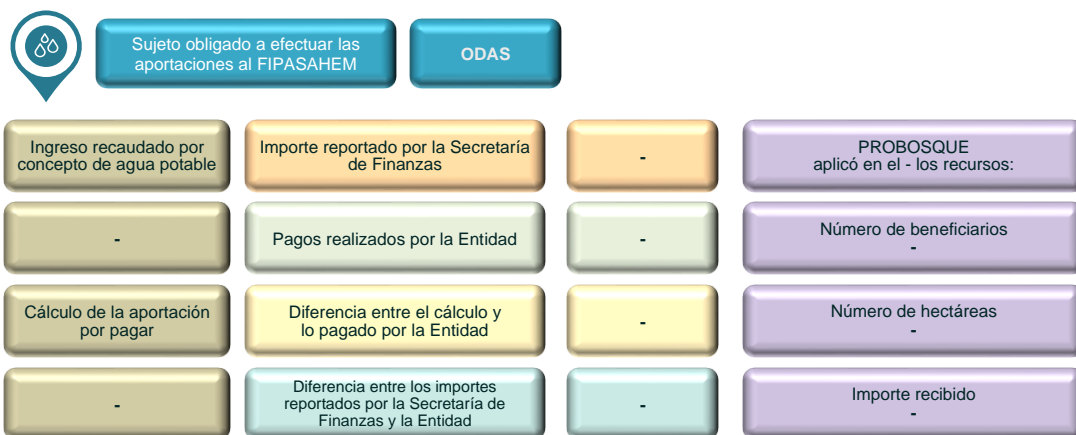 Sujeto obligado a efectuar las
aportaciones al FIPASAHEM
ODAS
Ingreso recaudado por
concepto de agua potable
-
Cálculo de la aportación
por pagar
-
Importe reportado por la Secretaría
de Finanzas
-
Pagos realizados por la Entidad
-
Diferencia entre el cálculo y
lo pagado por la Entidad
-
Diferencia entre los importes
reportados por la Secretaría de
Finanzas y la Entidad
-
PROBOSQUE
aplicó en el - los recursos:
Número de beneficiarios
-
Número de hectáreas
-
Importe recibido
-